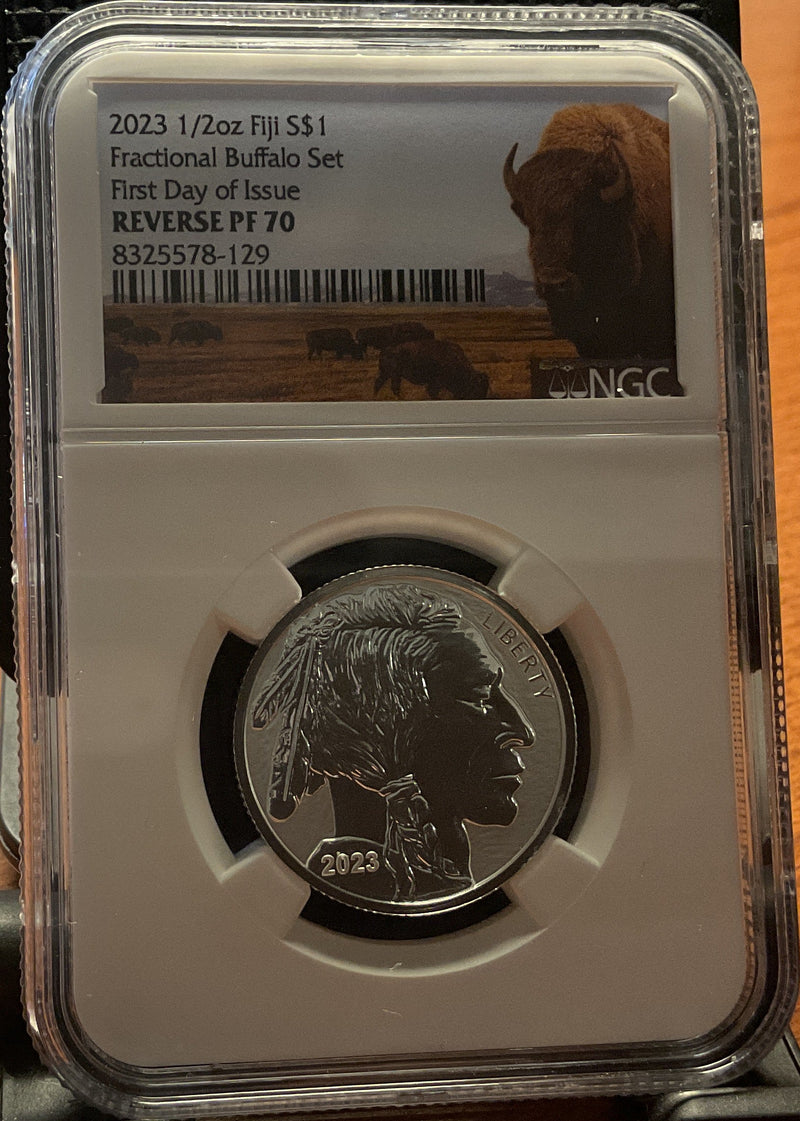 2023 1/2oz Fiji S$1
Fractional Buffalo Set
First Day of Issue
REVERSE PF 70
8325578-129
NGC
LIBERTY
2023